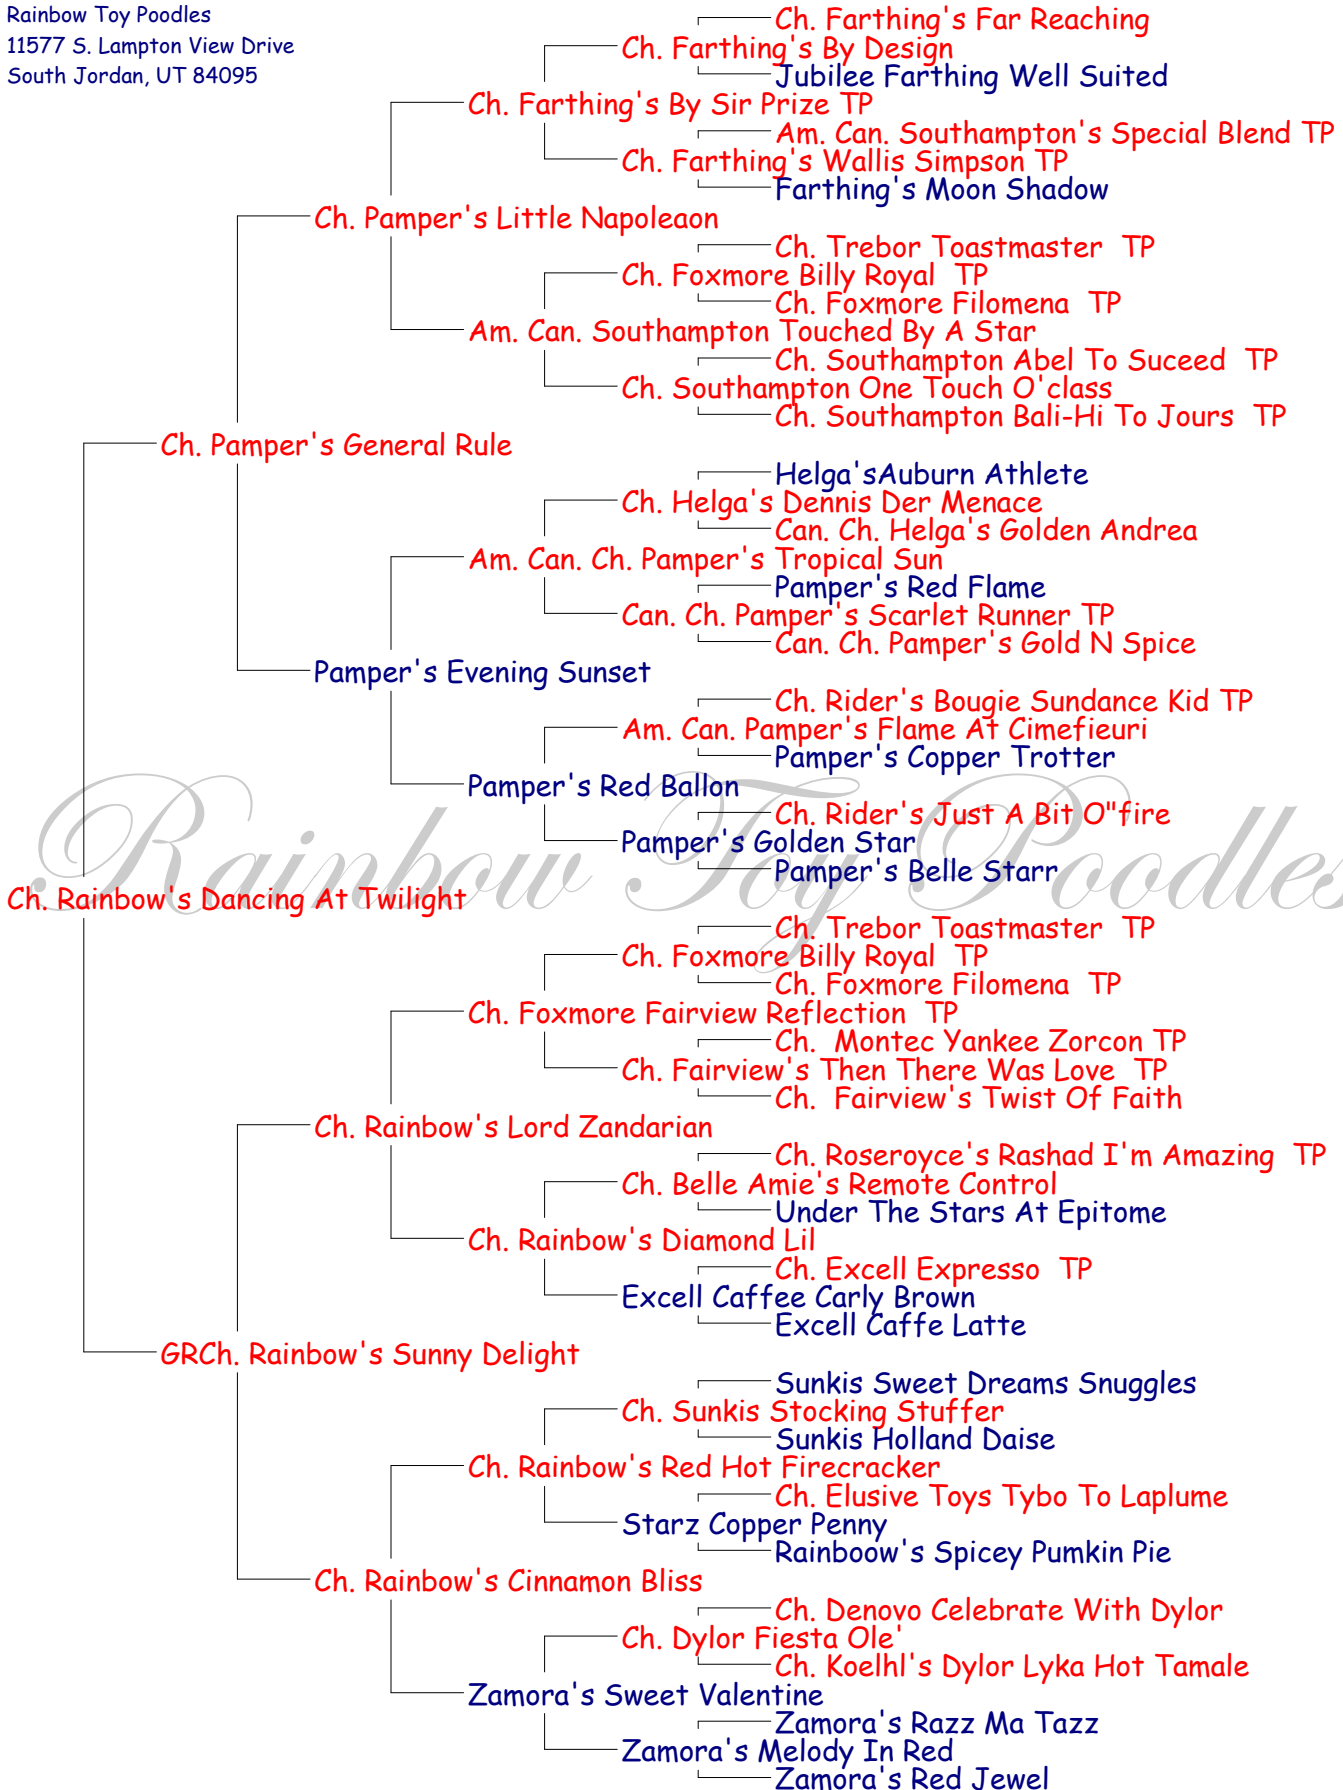 Rainbow Toy Poodles
11577 S. Lampton View Drive
South Jordan, UT 84095
Ch. Farthing's Far Reaching
Ch. Farthing's By Design
Jubilee Farthing Well Suited
Ch. Farthing's By Sir Prize TP
Am. Can. Southampton's Special Blend TP
Ch. Farthing's Wallis Simpson TP
Farthing's Moon Shadow
Ch. Pamper's Little Napoleaon
Ch. Trebor Toastmaster  TP
Ch. Foxmore Billy Royal  TP
Ch. Foxmore Filomena  TP
Am. Can. Southampton Touched By A Star
Ch. Southampton Abel To Suceed  TP
Ch. Southampton One Touch O'class
Ch. Southampton Bali-Hi To Jours  TP
Ch. Pamper's General Rule
Helga'sAuburn Athlete
Ch. Helga's Dennis Der Menace
Can. Ch. Helga's Golden Andrea
Am. Can. Ch. Pamper's Tropical Sun
Pamper's Red Flame
Can. Ch. Pamper's Scarlet Runner TP
Can. Ch. Pamper's Gold N Spice
Pamper's Evening Sunset
Ch. Rider's Bougie Sundance Kid TP
Am. Can. Pamper's Flame At Cimefieuri
Pamper's Copper Trotter
Pamper's Red Ballon
Ch. Rider's Just A Bit O"fire
Pamper's Golden Star
Pamper's Belle Starr
Rainbow Toy Poodles
Ch. Rainbow's Dancing At Twilight
Ch. Trebor Toastmaster  TP
Ch. Foxmore Billy Royal  TP
Ch. Foxmore Filomena  TP
Ch. Foxmore Fairview Reflection  TP
Ch.  Montec Yankee Zorcon TP
Ch. Fairview's Then There Was Love  TP
Ch.  Fairview's Twist Of Faith
Ch. Rainbow's Lord Zandarian
Ch. Roseroyce's Rashad I'm Amazing  TP
Ch. Belle Amie's Remote Control
Under The Stars At Epitome
Ch. Rainbow's Diamond Lil
Ch. Excell Expresso  TP
Excell Caffee Carly Brown
Excell Caffe Latte
GRCh. Rainbow's Sunny Delight
Sunkis Sweet Dreams Snuggles
Ch. Sunkis Stocking Stuffer
Sunkis Holland Daise
Ch. Rainbow's Red Hot Firecracker
Ch. Elusive Toys Tybo To Laplume
Starz Copper Penny
Rainboow's Spicey Pumkin Pie
Ch. Rainbow's Cinnamon Bliss
Ch. Denovo Celebrate With Dylor
Ch. Dylor Fiesta Ole'
Ch. Koelhl's Dylor Lyka Hot Tamale
Zamora's Sweet Valentine
Zamora's Razz Ma Tazz
Zamora's Melody In Red
Zamora's Red Jewel